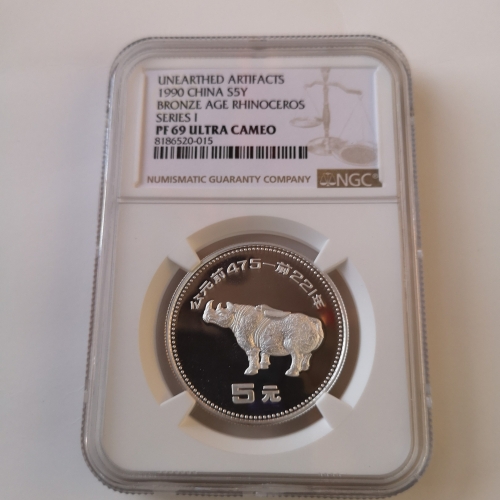 UNEARTHED ARTIFACTS
1990 CHINA S5Y
BRONZE AGE RHINOCEROS
SERIES I
PF 69 ULTRA CAMEO
8186520-015
NUMISMATIC GUARANTY COMPANY
NGC
公元前475—前221年
5元